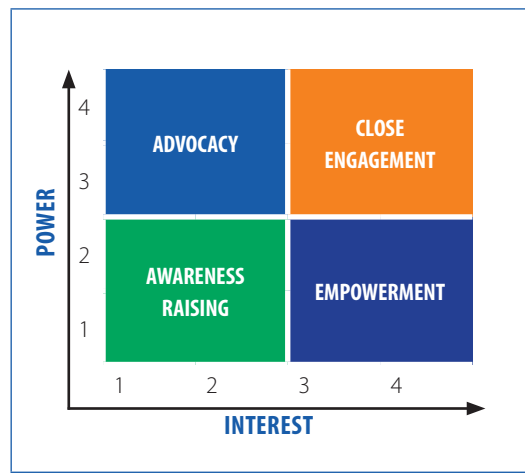 4
ADVOCACY
CLOSE
ENGAGEMENT
3
POWER
2
AWARENESS
RAISING
EMPOWERMENT
1
1 2 3 4
INTEREST